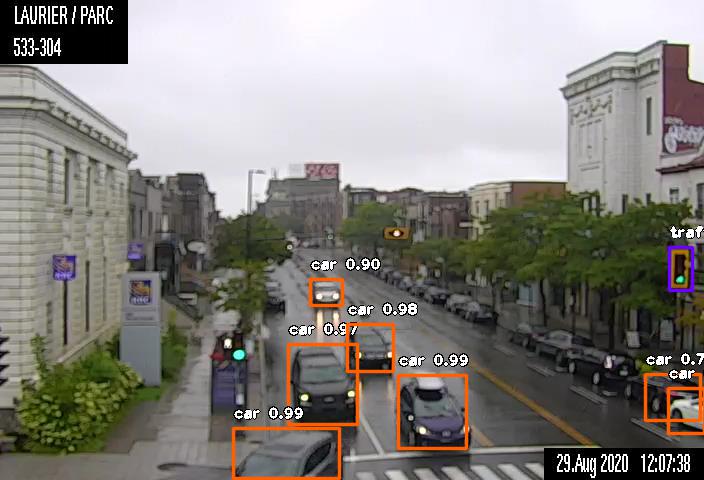 LAURIER / PARC
533-304
traf
car 0.90
car 0.98
car 0.97
car 0.99
car 0.7
car
car 0.99
RBC
29.Aug 2020 12:07:38